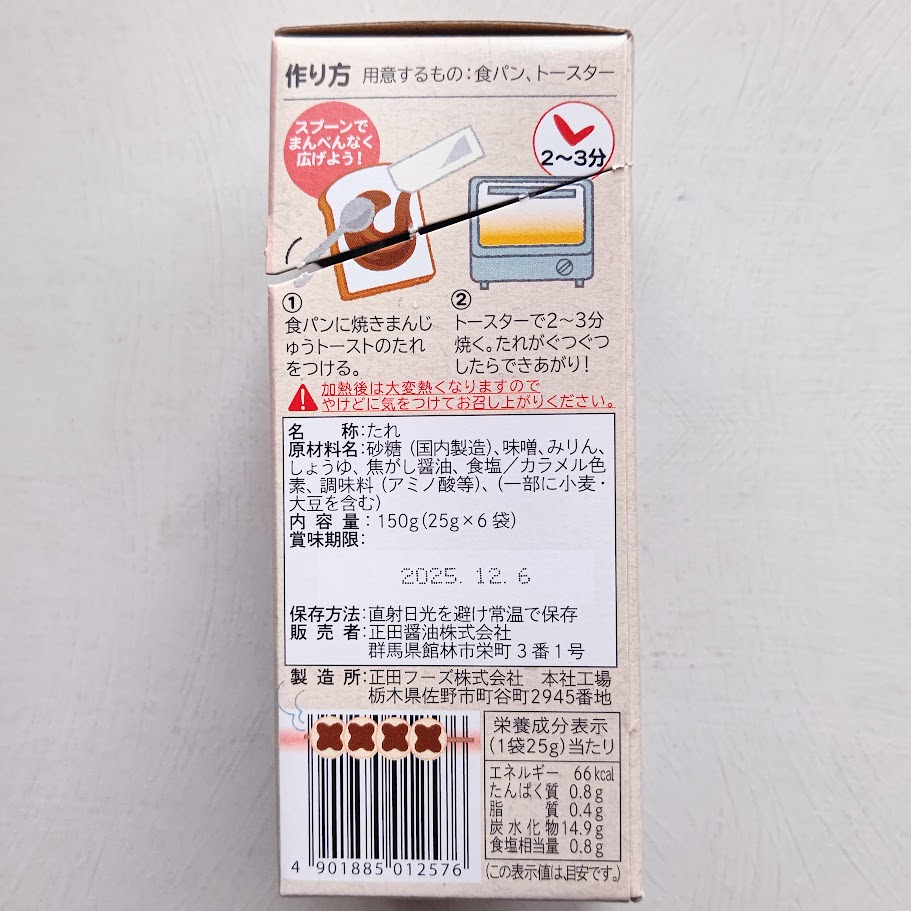 作り方 用意するもの：食パン、トースター
スプーンで
まんべんなく
広げよう！
2～3分
①
食パンに焼きまんじ
ゅうトーストのたれ
をつける。
②
トースターで2～3分
焼く。たれがぐつぐつ
したらできあがり！
加熱後は大変熱くなりますので
やけどに気をつけてお召し上がりください。
名称：たれ
原材料名：砂糖（国内製造）、味噌、みりん、
しょうゆ、焦がし醤油、食塩／カラメル色
素、調味料（アミノ酸等）、（一部に小麦・
大豆を含む）
内容量：150g（25g×6袋）
賞味期限：
2025. 12. 6
保存方法：直射日光を避け常温で保存
販売者：正田醤油株式会社
群馬県館林市栄町3番1号
製造所：正田フーズ株式会社 本社工場
栃木県佐野市町谷町2945番地
4 901885 012576
栄養成分表示
（1袋25g）当たり
エネルギー 66kcal
たんぱく質 0.8g
脂質 0.4g
炭水化物 14.9g
食塩相当量 0.8g
（この表示値は、目安です。）